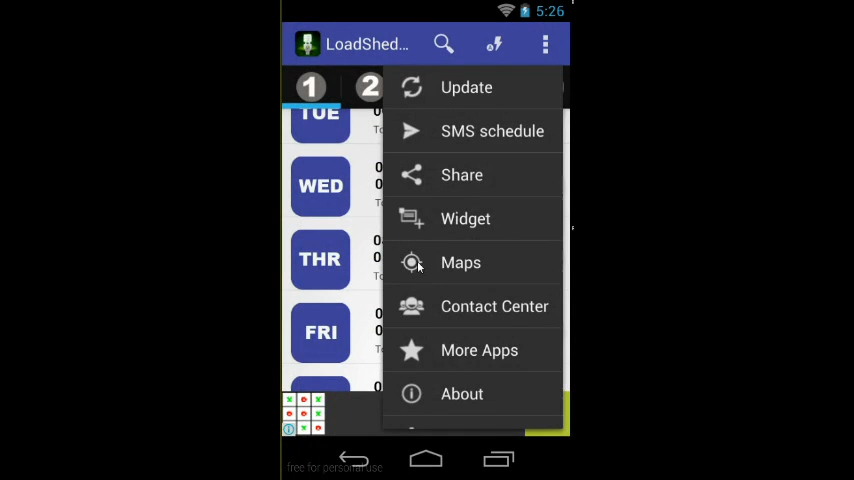 5:26
LoadShed...
1
2
Update
TUE
SMS schedule
WED
Share
Widget
THR
Maps
FRI
Contact Center
More Apps
About
free for personal use